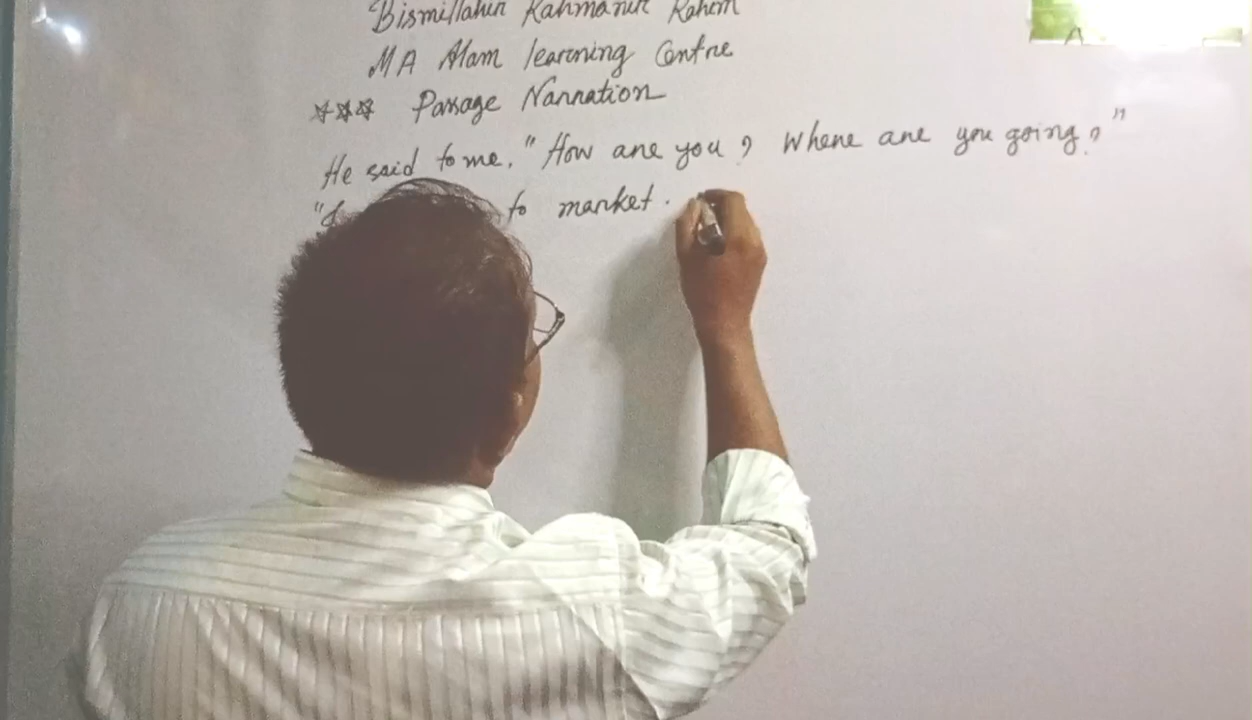 Bismillahir Rahmanir Rahim
MA Alam learning Centre
*** Passage Narration
He said to me, "How are you? Where are you going?"
"I to market.